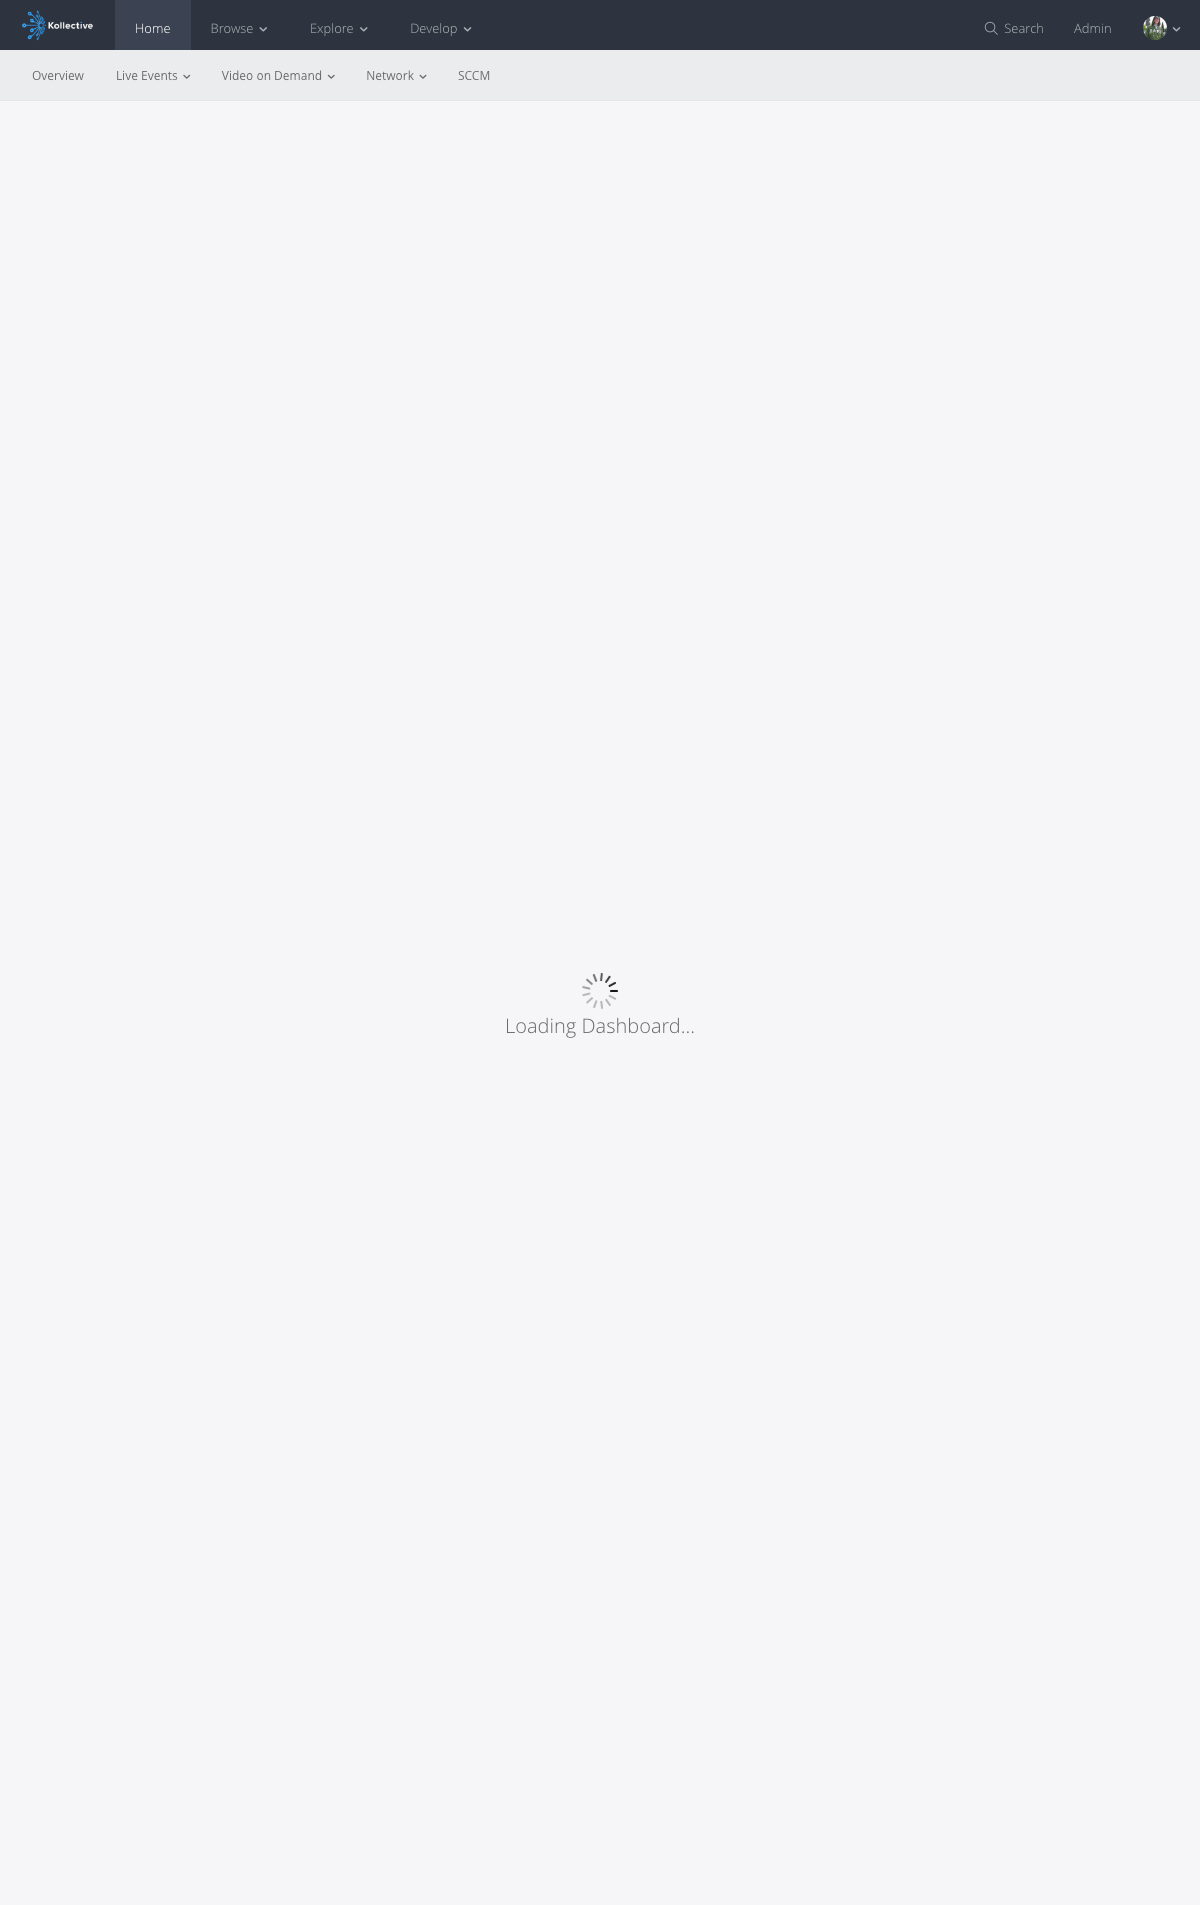 Kollective Home Browse Explore Develop Search Admin
Overview Live Events Video on Demand Network SCCM
Loading Dashboard...